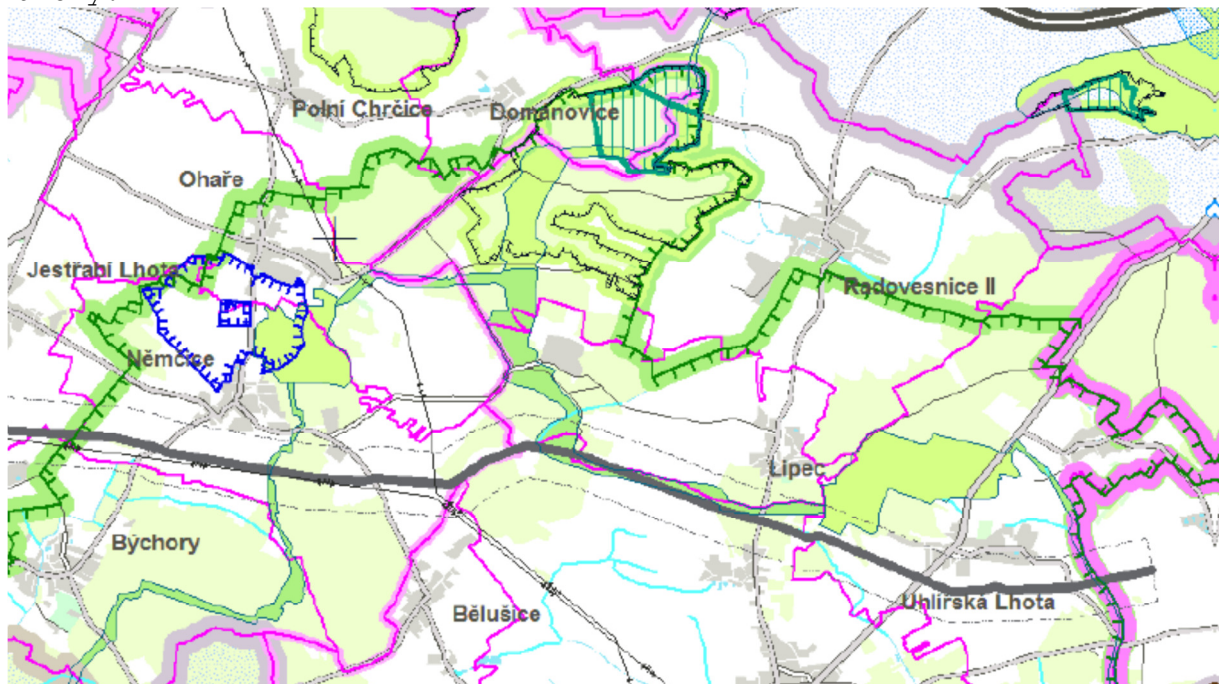 Polní Chrčice
Domanovice
Ohaře
Jestřabí Lhota
Radovesnice II
Němčice
Lipec
Býchory
Uhlířská Lhota
Bělušice